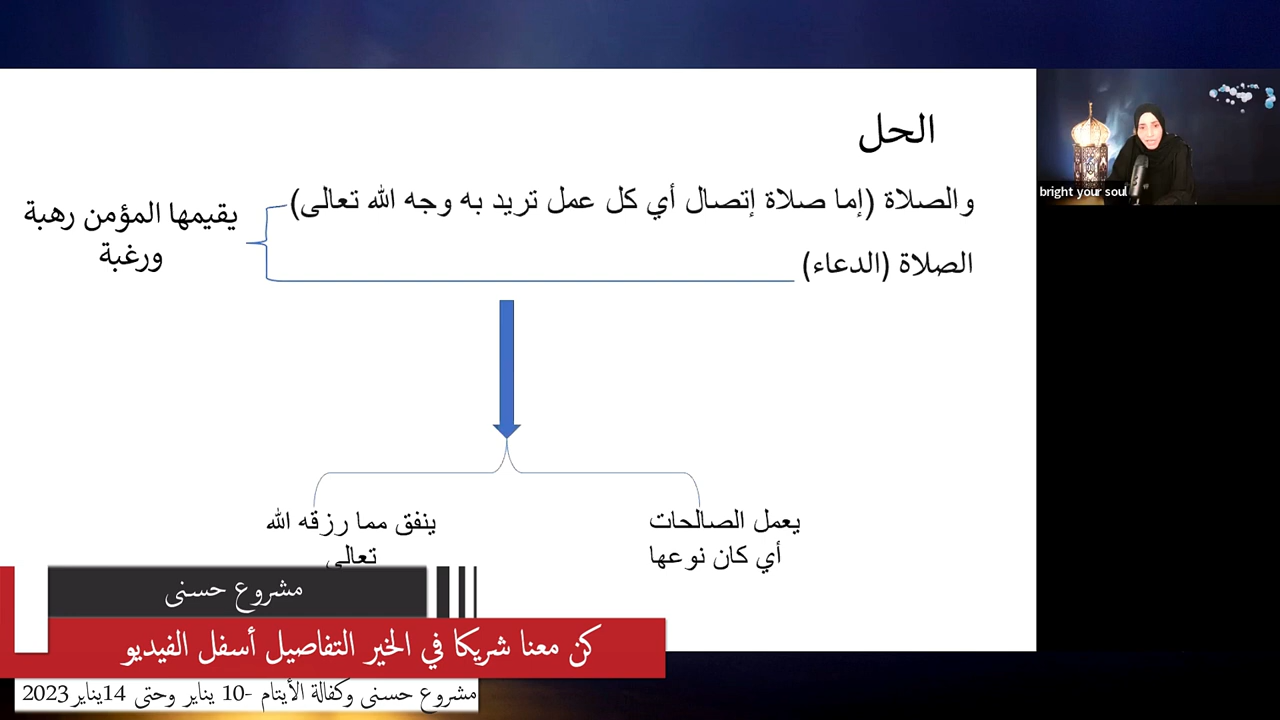 الحل
والصلاة (إما صلاة إتصال أي كل عمل تريد به وجه الله تعالى)
الصلاة (الدعاء)
يقيمها المؤمن رهبة
ورغبة
يعمل الصالحات
أي كان نوعها
ينفق مما رزقه الله
تعالى
bright your soul
مشروع حسنى
كن معنا شريكا في الخير التفاصيل أسفل الفيديو
مشروع حسنى وكفالة الأيتام -10 يناير وحتى 14يناير2023